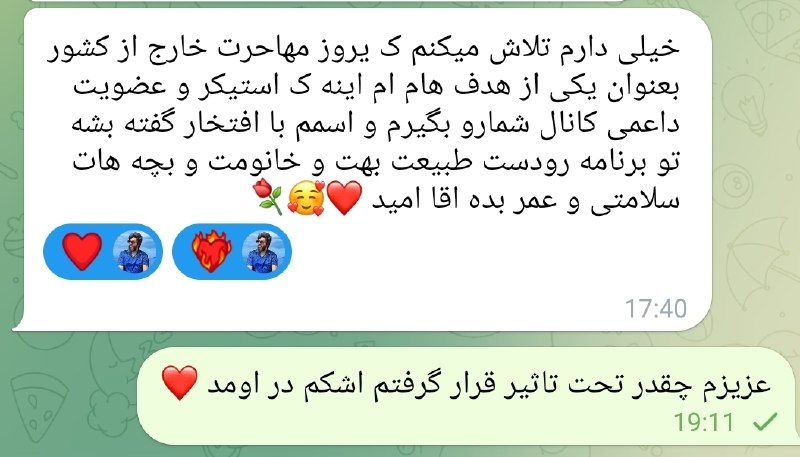 خیلی دارم تلاش میکنم ک یروز مهاحرت خارج از کشور
بعنوان یکی از هدف هام ام اینه ک استیکر و عضویت
داعمی کانال شمارو بگیرم و اسمم با افتخار گفته بشه
تو برنامه رودست طبیعت بهت و خانومت و بچه هات
سلامتی و عمر بده اقا امید ❤️🥰🌹
17:40
عزیزم چقدر تحت تاثیر قرار گرفتم اشکم در اومد ❤️
19:11